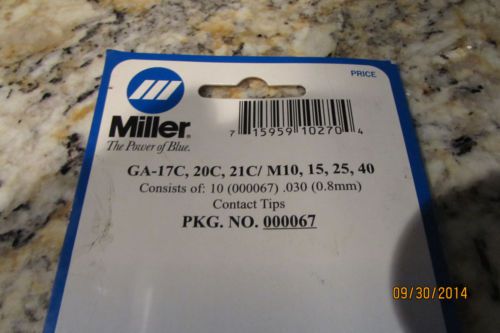 PRICE
Miller
The Power of Blue.
7 15959 10270 4
GA-17C, 20C, 21C/ M10, 15, 25, 40
Consists of: 10 (000067) .030 (0.8mm)
Contact Tips
PKG. NO. 000067
09/30/2014